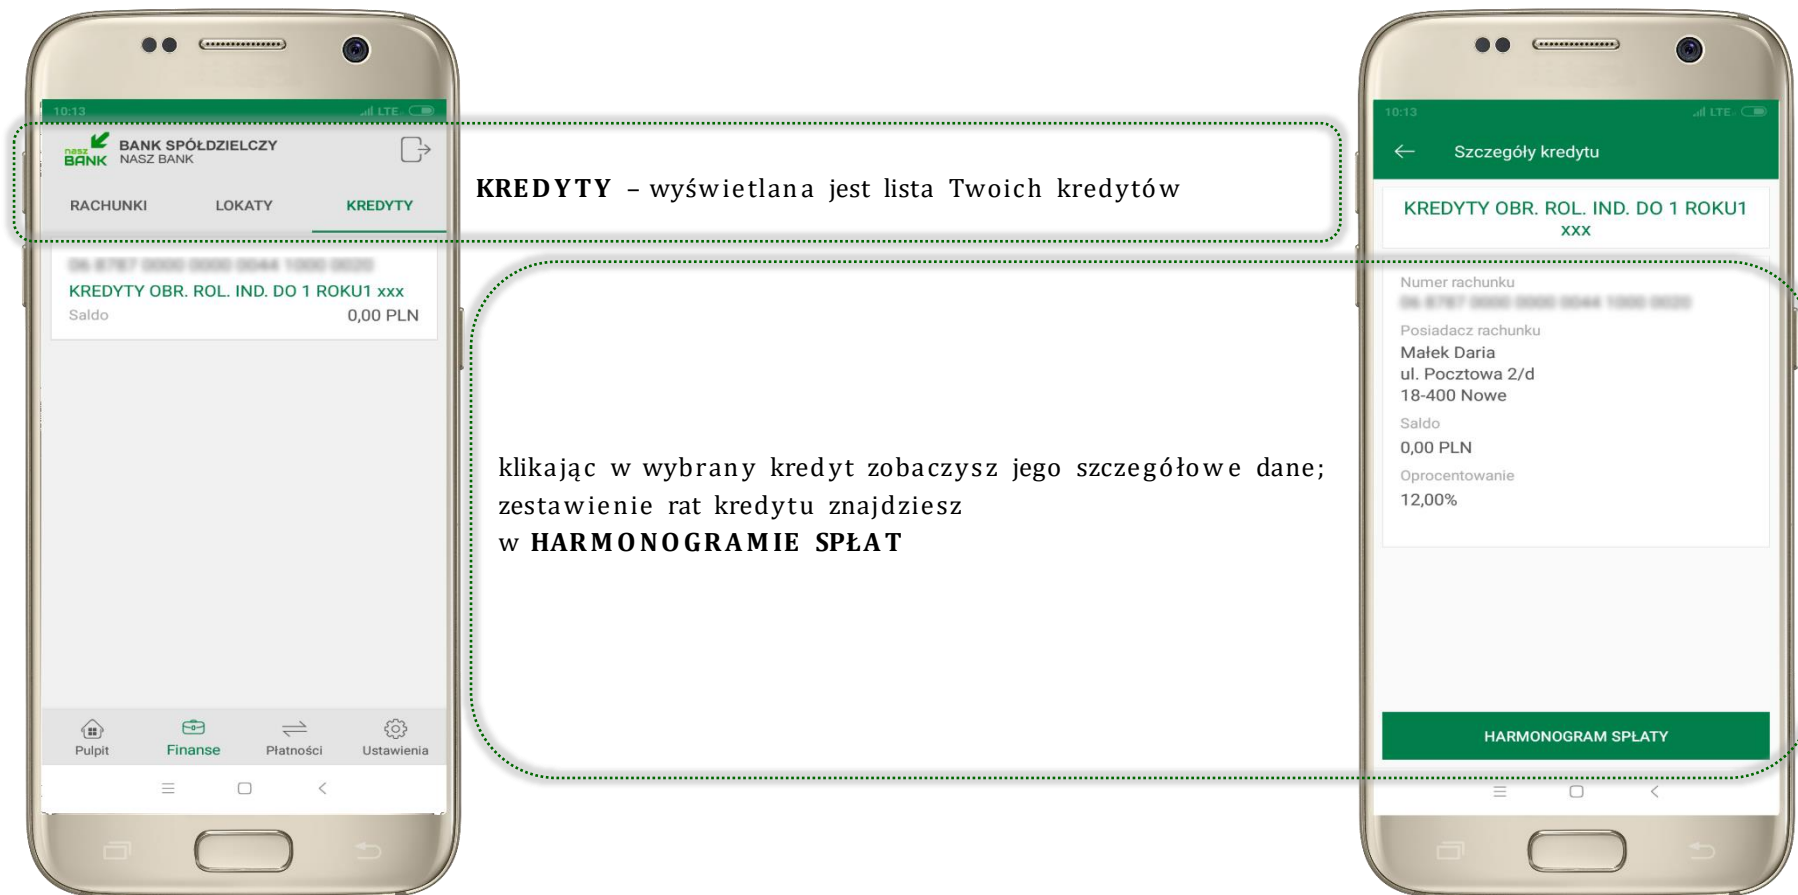 10:13
LTE
nasz
BANK
BANK SPÓŁDZIELCZY
NASZ BANK
RACHUNKI LOKATY KREDYTY
KREDYTY OBR. ROL. IND. DO 1 ROKU1 xxx
Saldo 0,00 PLN
Pulpit Finanse Płatności Ustawienia
KREDYTY – wyświetlana jest lista Twoich kredytów
klikając w wybrany kredyt zobaczysz jego szczegółowe dane;
zestawienie rat kredytu znajdziesz
w HARMONOGRAMIE SPŁAT
10:13
LTE
Szczegóły kredytu
KREDYTY OBR. ROL. IND. DO 1 ROKU1
xxx
Numer rachunku
Posiadacz rachunku
Małek Daria
ul. Pocztowa 2/d
18-400 Nowe
Saldo
0,00 PLN
Oprocentowanie
12,00%
HARMONOGRAM SPŁATY